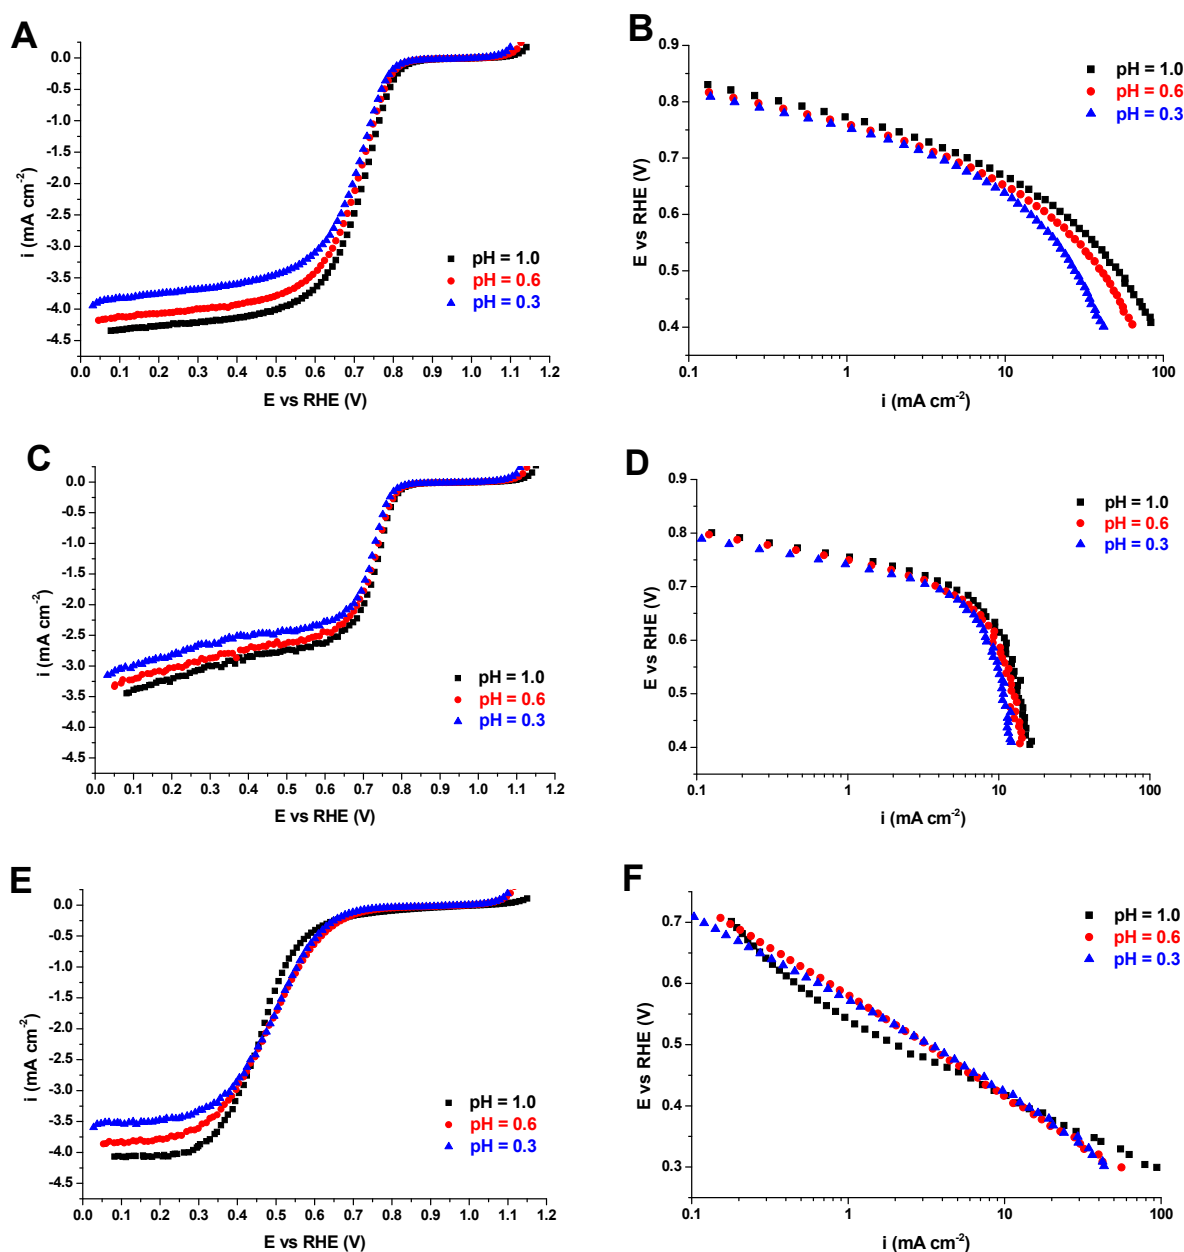 A
0.0
-0.5
-1.0
-1.5
-2.0
-2.5
-3.0
-3.5
-4.0
-4.5
i (mA cm⁻²)
pH = 1.0
pH = 0.6
pH = 0.3
0.0 0.1 0.2 0.3 0.4 0.5 0.6 0.7 0.8 0.9 1.0 1.1 1.2
E vs RHE (V)
B
0.9
0.8
0.7
0.6
0.5
0.4
E vs RHE (V)
pH = 1.0
pH = 0.6
pH = 0.3
0.1 1 10 100
i (mA cm⁻²)
C
0.0
-0.5
-1.0
-1.5
-2.0
-2.5
-3.0
-3.5
-4.0
-4.5
i (mA cm⁻²)
pH = 1.0
pH = 0.6
pH = 0.3
0.0 0.1 0.2 0.3 0.4 0.5 0.6 0.7 0.8 0.9 1.0 1.1 1.2
E vs RHE (V)
D
0.9
0.8
0.7
0.6
0.5
0.4
E vs RHE (V)
pH = 1.0
pH = 0.6
pH = 0.3
0.1 1 10 100
i (mA cm⁻²)
E
0.0
-0.5
-1.0
-1.5
-2.0
-2.5
-3.0
-3.5
-4.0
-4.5
i (mA cm⁻²)
pH = 1.0
pH = 0.6
pH = 0.3
0.0 0.1 0.2 0.3 0.4 0.5 0.6 0.7 0.8 0.9 1.0 1.1 1.2
E vs RHE (V)
F
0.7
0.6
0.5
0.4
0.3
E vs RHE (V)
pH = 1.0
pH = 0.6
pH = 0.3
0.1 1 10 100
i (mA cm⁻²)